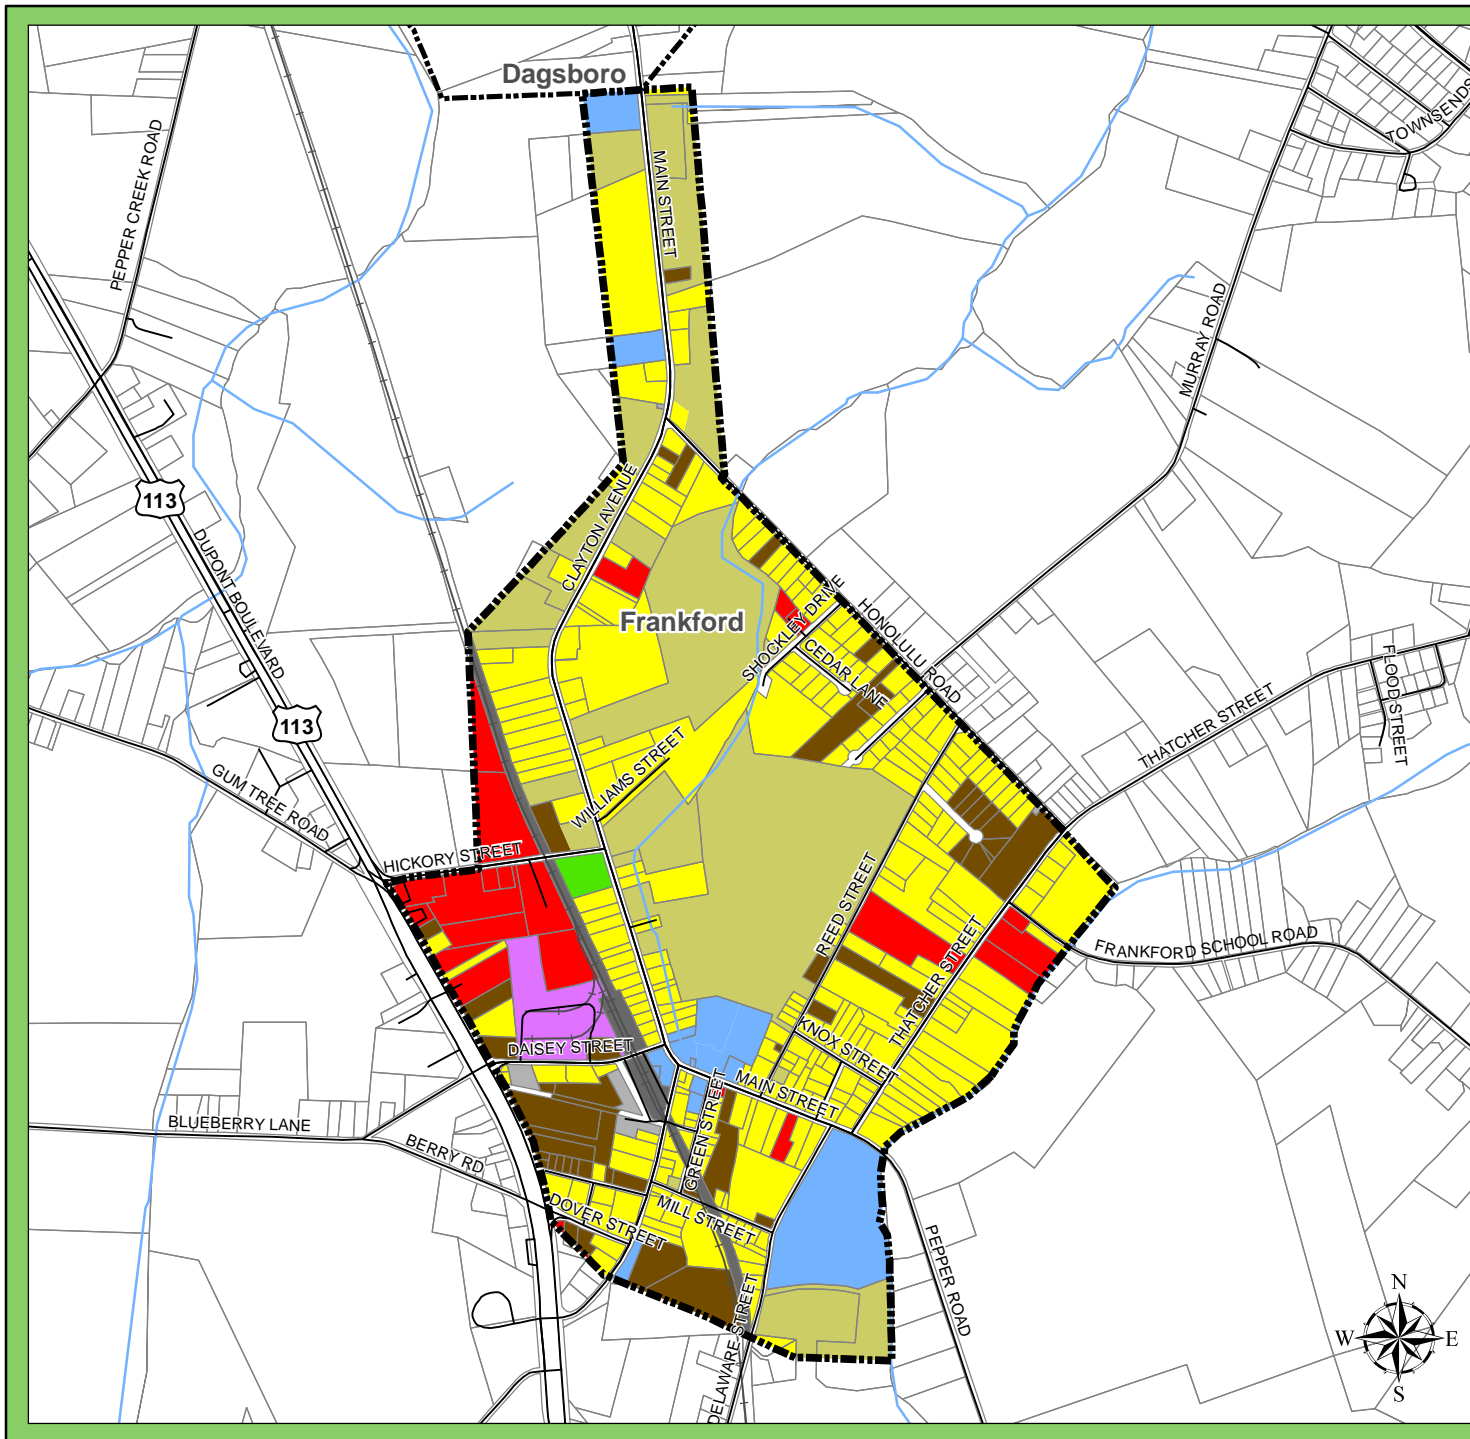 Dagsboro
TOWNSENDS
PEPPER CREEK ROAD
MAIN STREET
MURRAY ROAD
113
CLAYTON AVENUE
DUPONT BOULEVARD
Frankford
SHOCKLEY DRIVE
HONOLULU ROAD
CEDAR LANE
FLOOD STREET
THATCHER STREET
113
WILLIAMS STREET
GUM TREE ROAD
HICKORY STREET
REED STREET
FRANKFORD SCHOOL ROAD
THATCHER STREET
KNOX STREET
DAISEY STREET
MAIN STREET
GREEN STREET
BLUEBERRY LANE
BERRY RD
DOVER STREET
MILL STREET
PEPPER ROAD
DELAWARE STREET
N
W
E
S